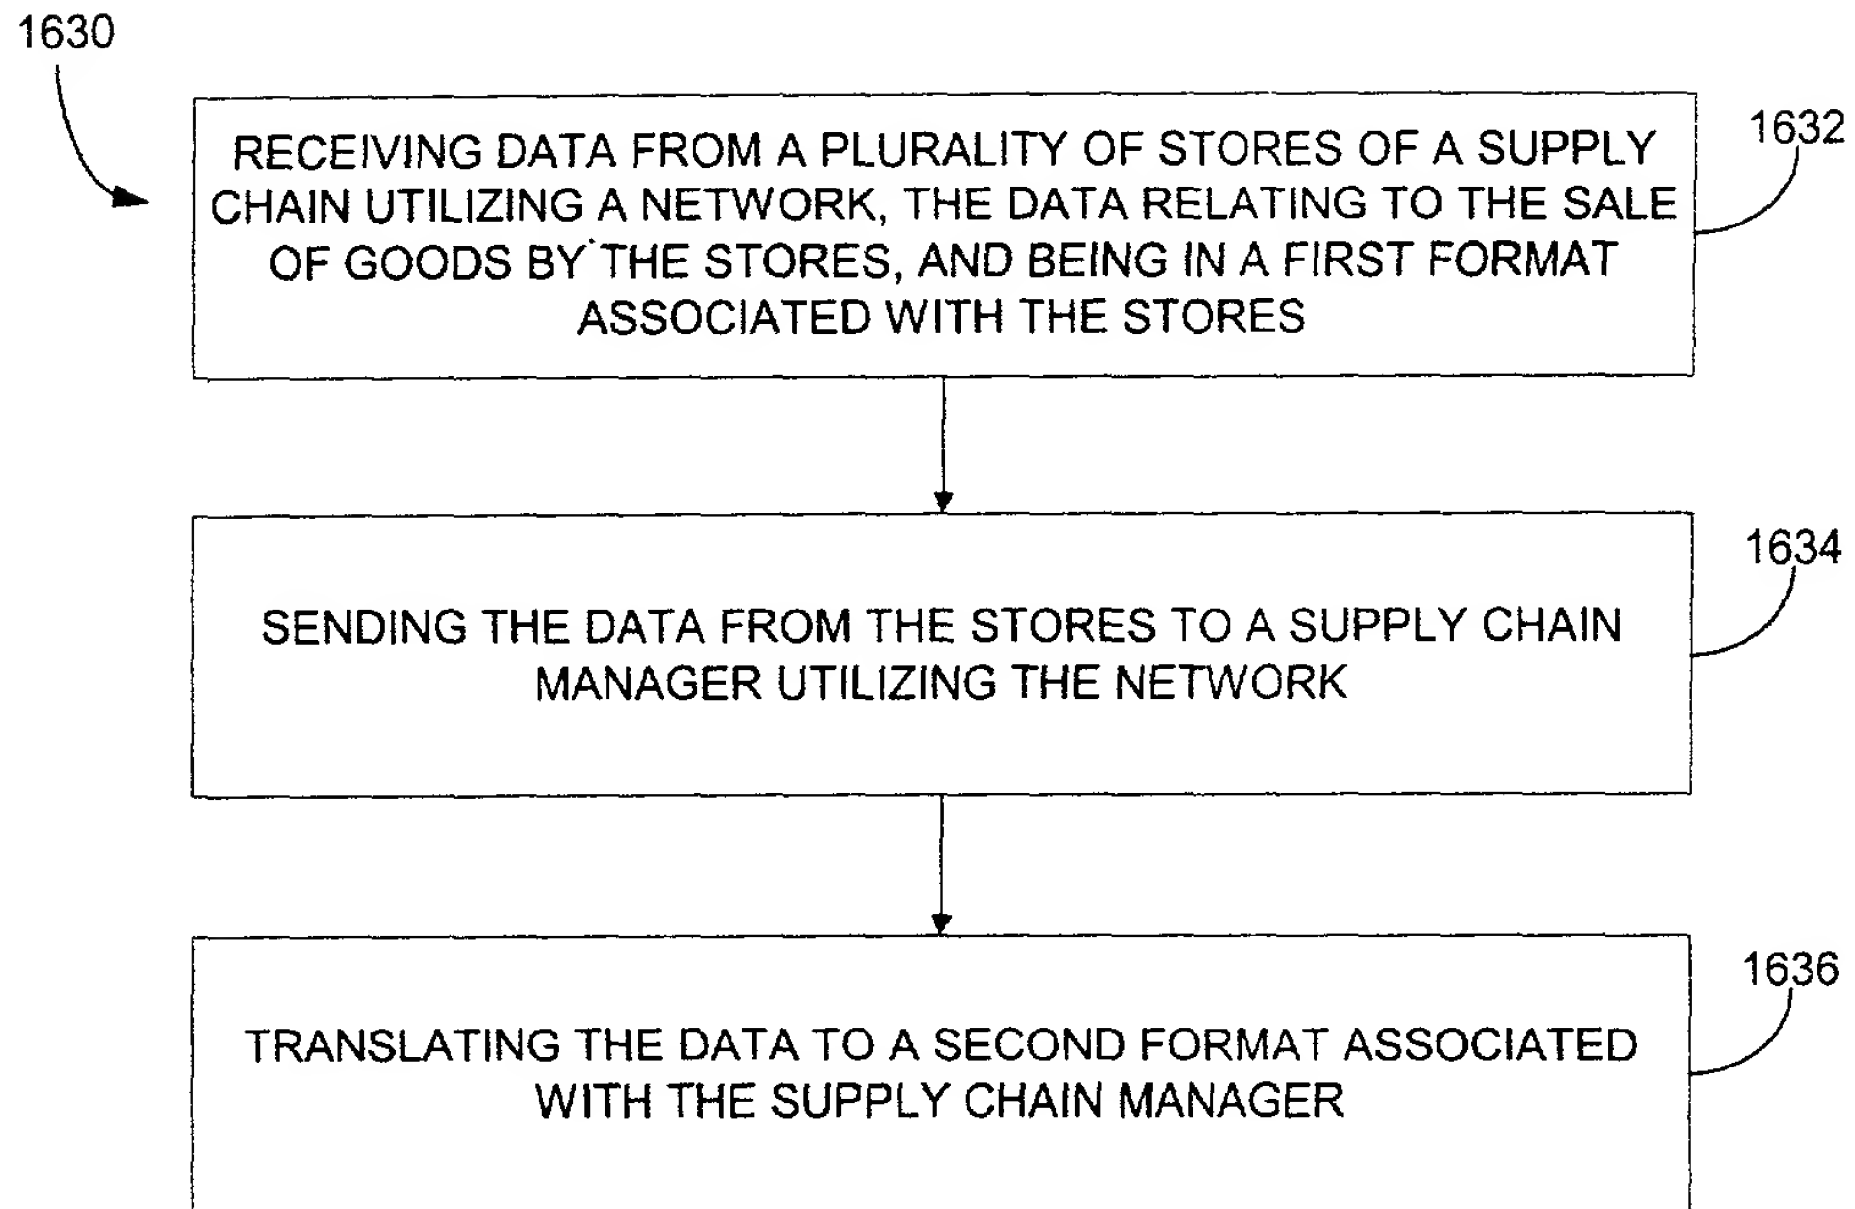 1630
RECEIVING DATA FROM A PLURALITY OF STORES OF A SUPPLY
CHAIN UTILIZING A NETWORK, THE DATA RELATING TO THE SALE
OF GOODS BY THE STORES, AND BEING IN A FIRST FORMAT
ASSOCIATED WITH THE STORES
1632
SENDING THE DATA FROM THE STORES TO A SUPPLY CHAIN
MANAGER UTILIZING THE NETWORK
1634
TRANSLATING THE DATA TO A SECOND FORMAT ASSOCIATED
WITH THE SUPPLY CHAIN MANAGER
1636